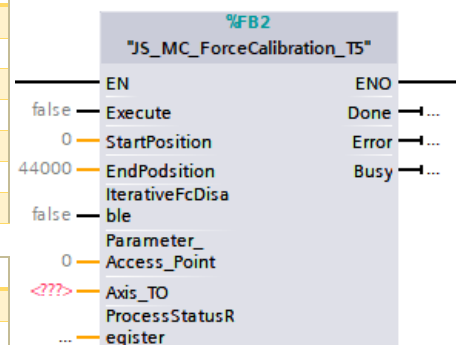 %FB2
"JS_MC_ForceCalibration_T5"
EN ENO
false Execute Done ...
0 StartPosition Error ...
44000 EndPodsition Busy ...
IterativeFcDisa
false ble
Parameter_
0 Access_Point
<???> Axis_TO
ProcessStatusR
... egister